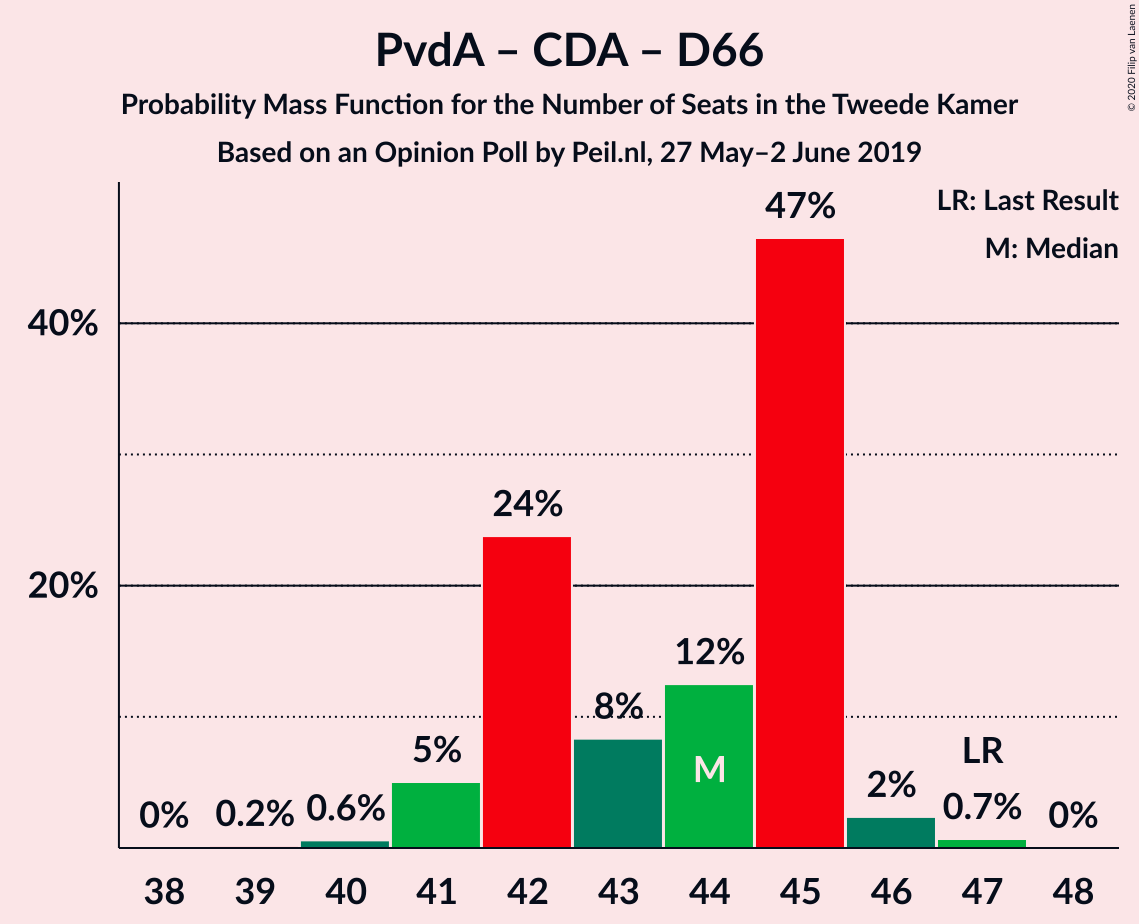 © 2020 Filip van Laenen
PvdA – CDA – D66
Probability Mass Function for the Number of Seats in the Tweede Kamer
Based on an Opinion Poll by Peil.nl, 27 May–2 June 2019
LR: Last Result
M: Median
40%
20%
0%
0.2%
0.6%
5%
24%
8%
12%
M
47%
2%
LR
0.7%
0%
38 39 40 41 42 43 44 45 46 47 48